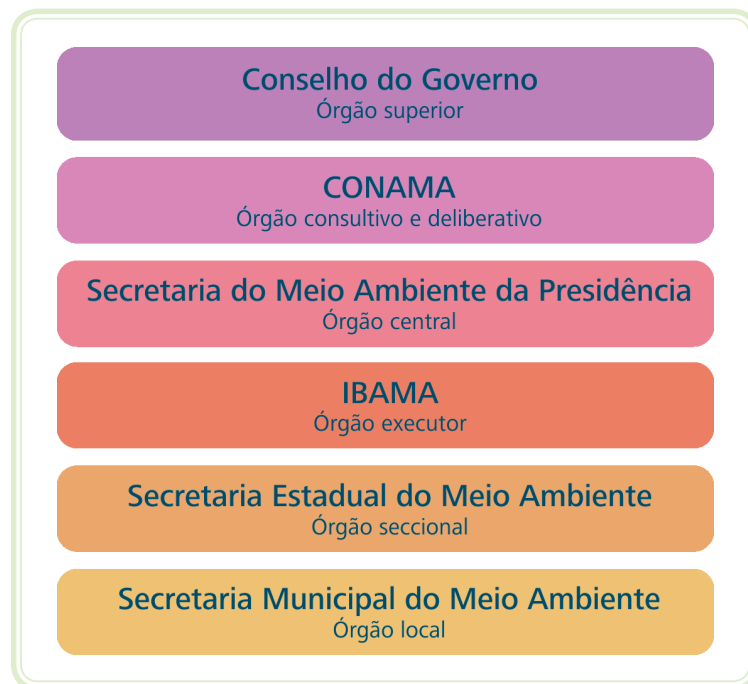 Conselho do Governo
Órgão superior
CONAMA
Órgão consultivo e deliberativo
Secretaria do Meio Ambiente da Presidência
Órgão central
IBAMA
Órgão executor
Secretaria Estadual do Meio Ambiente
Órgão seccional
Secretaria Municipal do Meio Ambiente
Órgão local